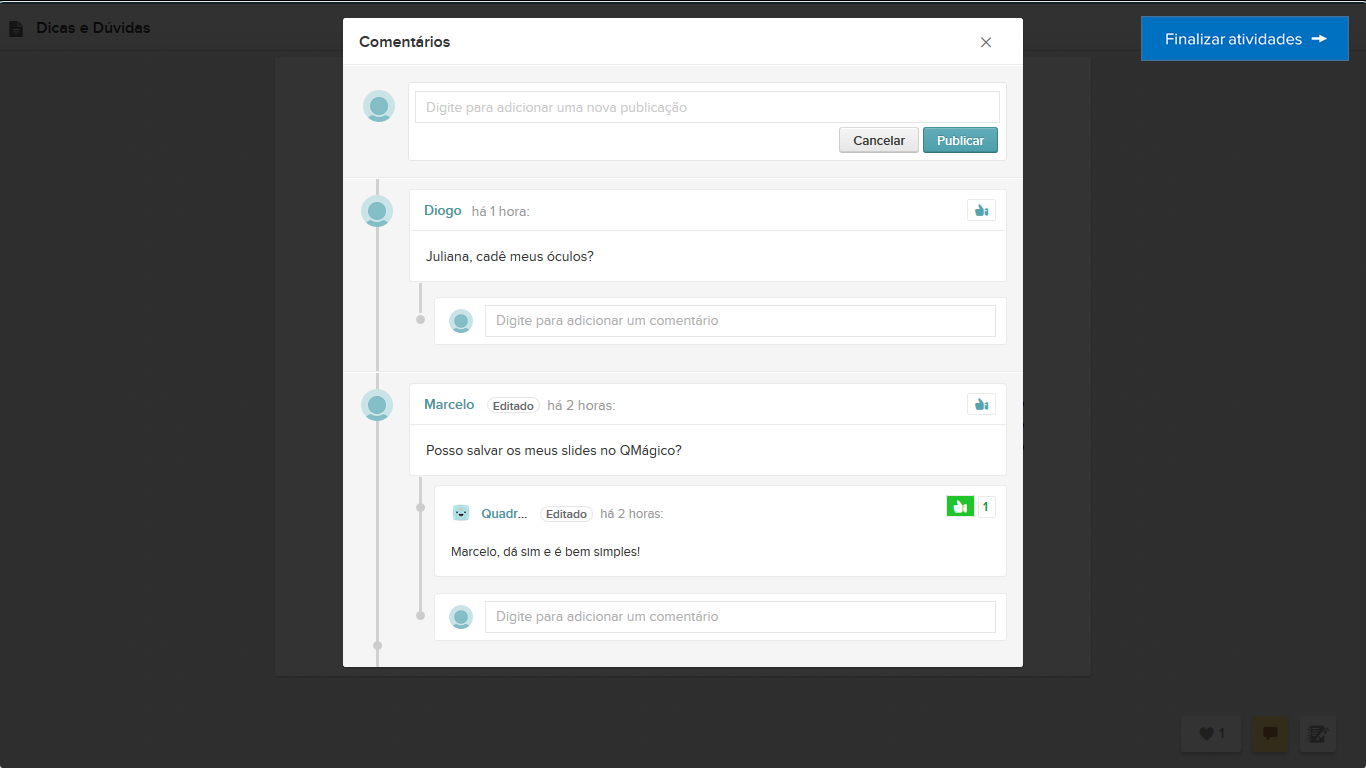 Dicas e Dúvidas
Comentários
Finalizar atividades
Digite para adicionar uma nova publicação
Cancelar Publicar
Diogo há 1 hora:
Juliana, cadê meus óculos?
Digite para adicionar um comentário
Marcelo Editado há 2 horas:
Posso salvar os meus slides no QMágico?
Quadr... Editado há 2 horas: 1
Marcelo, dá sim e é bem simples!
Digite para adicionar um comentário
1